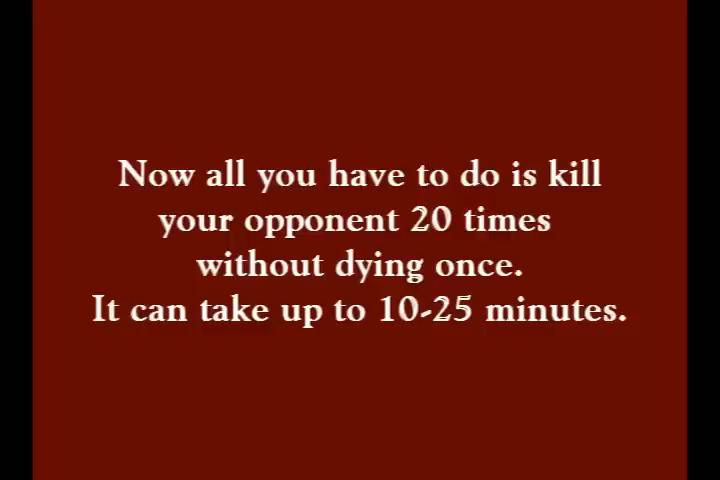 Now all you have to do is kill
your opponent 20 times
without dying once.
It can take up to 10-25 minutes.